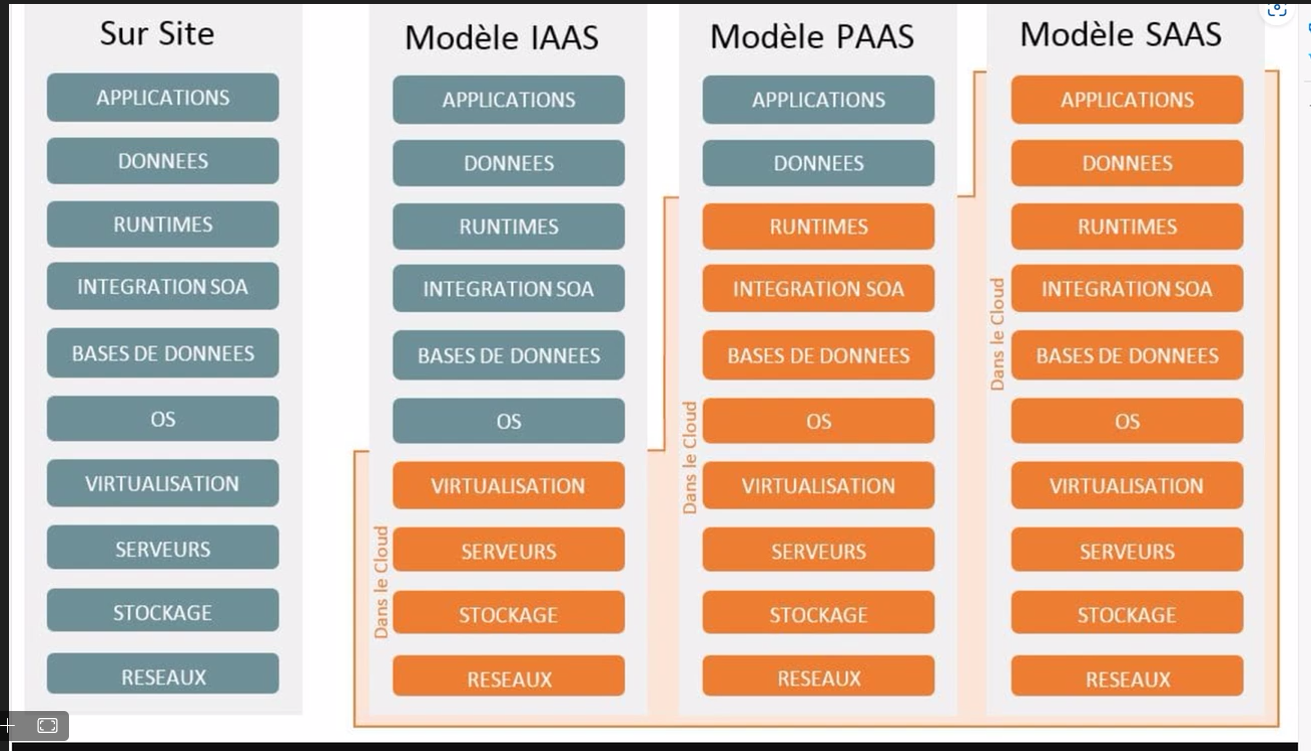 Sur Site
APPLICATIONS
DONNEES
RUNTIMES
INTEGRATION SOA
BASES DE DONNEES
OS
VIRTUALISATION
SERVEURS
STOCKAGE
RESEAUX
Modèle IAAS
APPLICATIONS
DONNEES
RUNTIMES
INTEGRATION SOA
BASES DE DONNEES
OS
VIRTUALISATION
SERVEURS
STOCKAGE
RESEAUX
Dans le Cloud
Modèle PAAS
APPLICATIONS
DONNEES
RUNTIMES
INTEGRATION SOA
BASES DE DONNEES
OS
VIRTUALISATION
SERVEURS
STOCKAGE
RESEAUX
Dans le Cloud
Modèle SAAS
APPLICATIONS
DONNEES
RUNTIMES
INTEGRATION SOA
BASES DE DONNEES
OS
VIRTUALISATION
SERVEURS
STOCKAGE
RESEAUX
Dans le Cloud